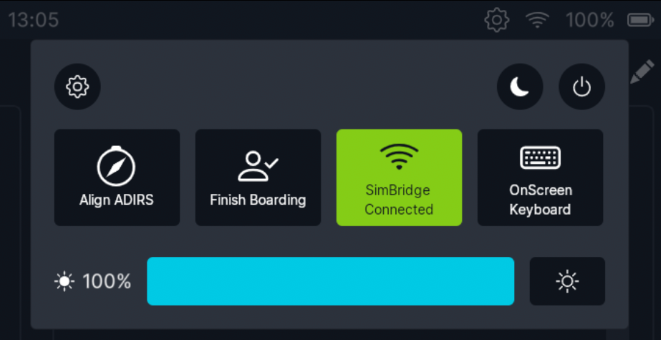 13:05
100%
Align ADIRS
Finish Boarding
SimBridge
Connected
OnScreen
Keyboard
100%